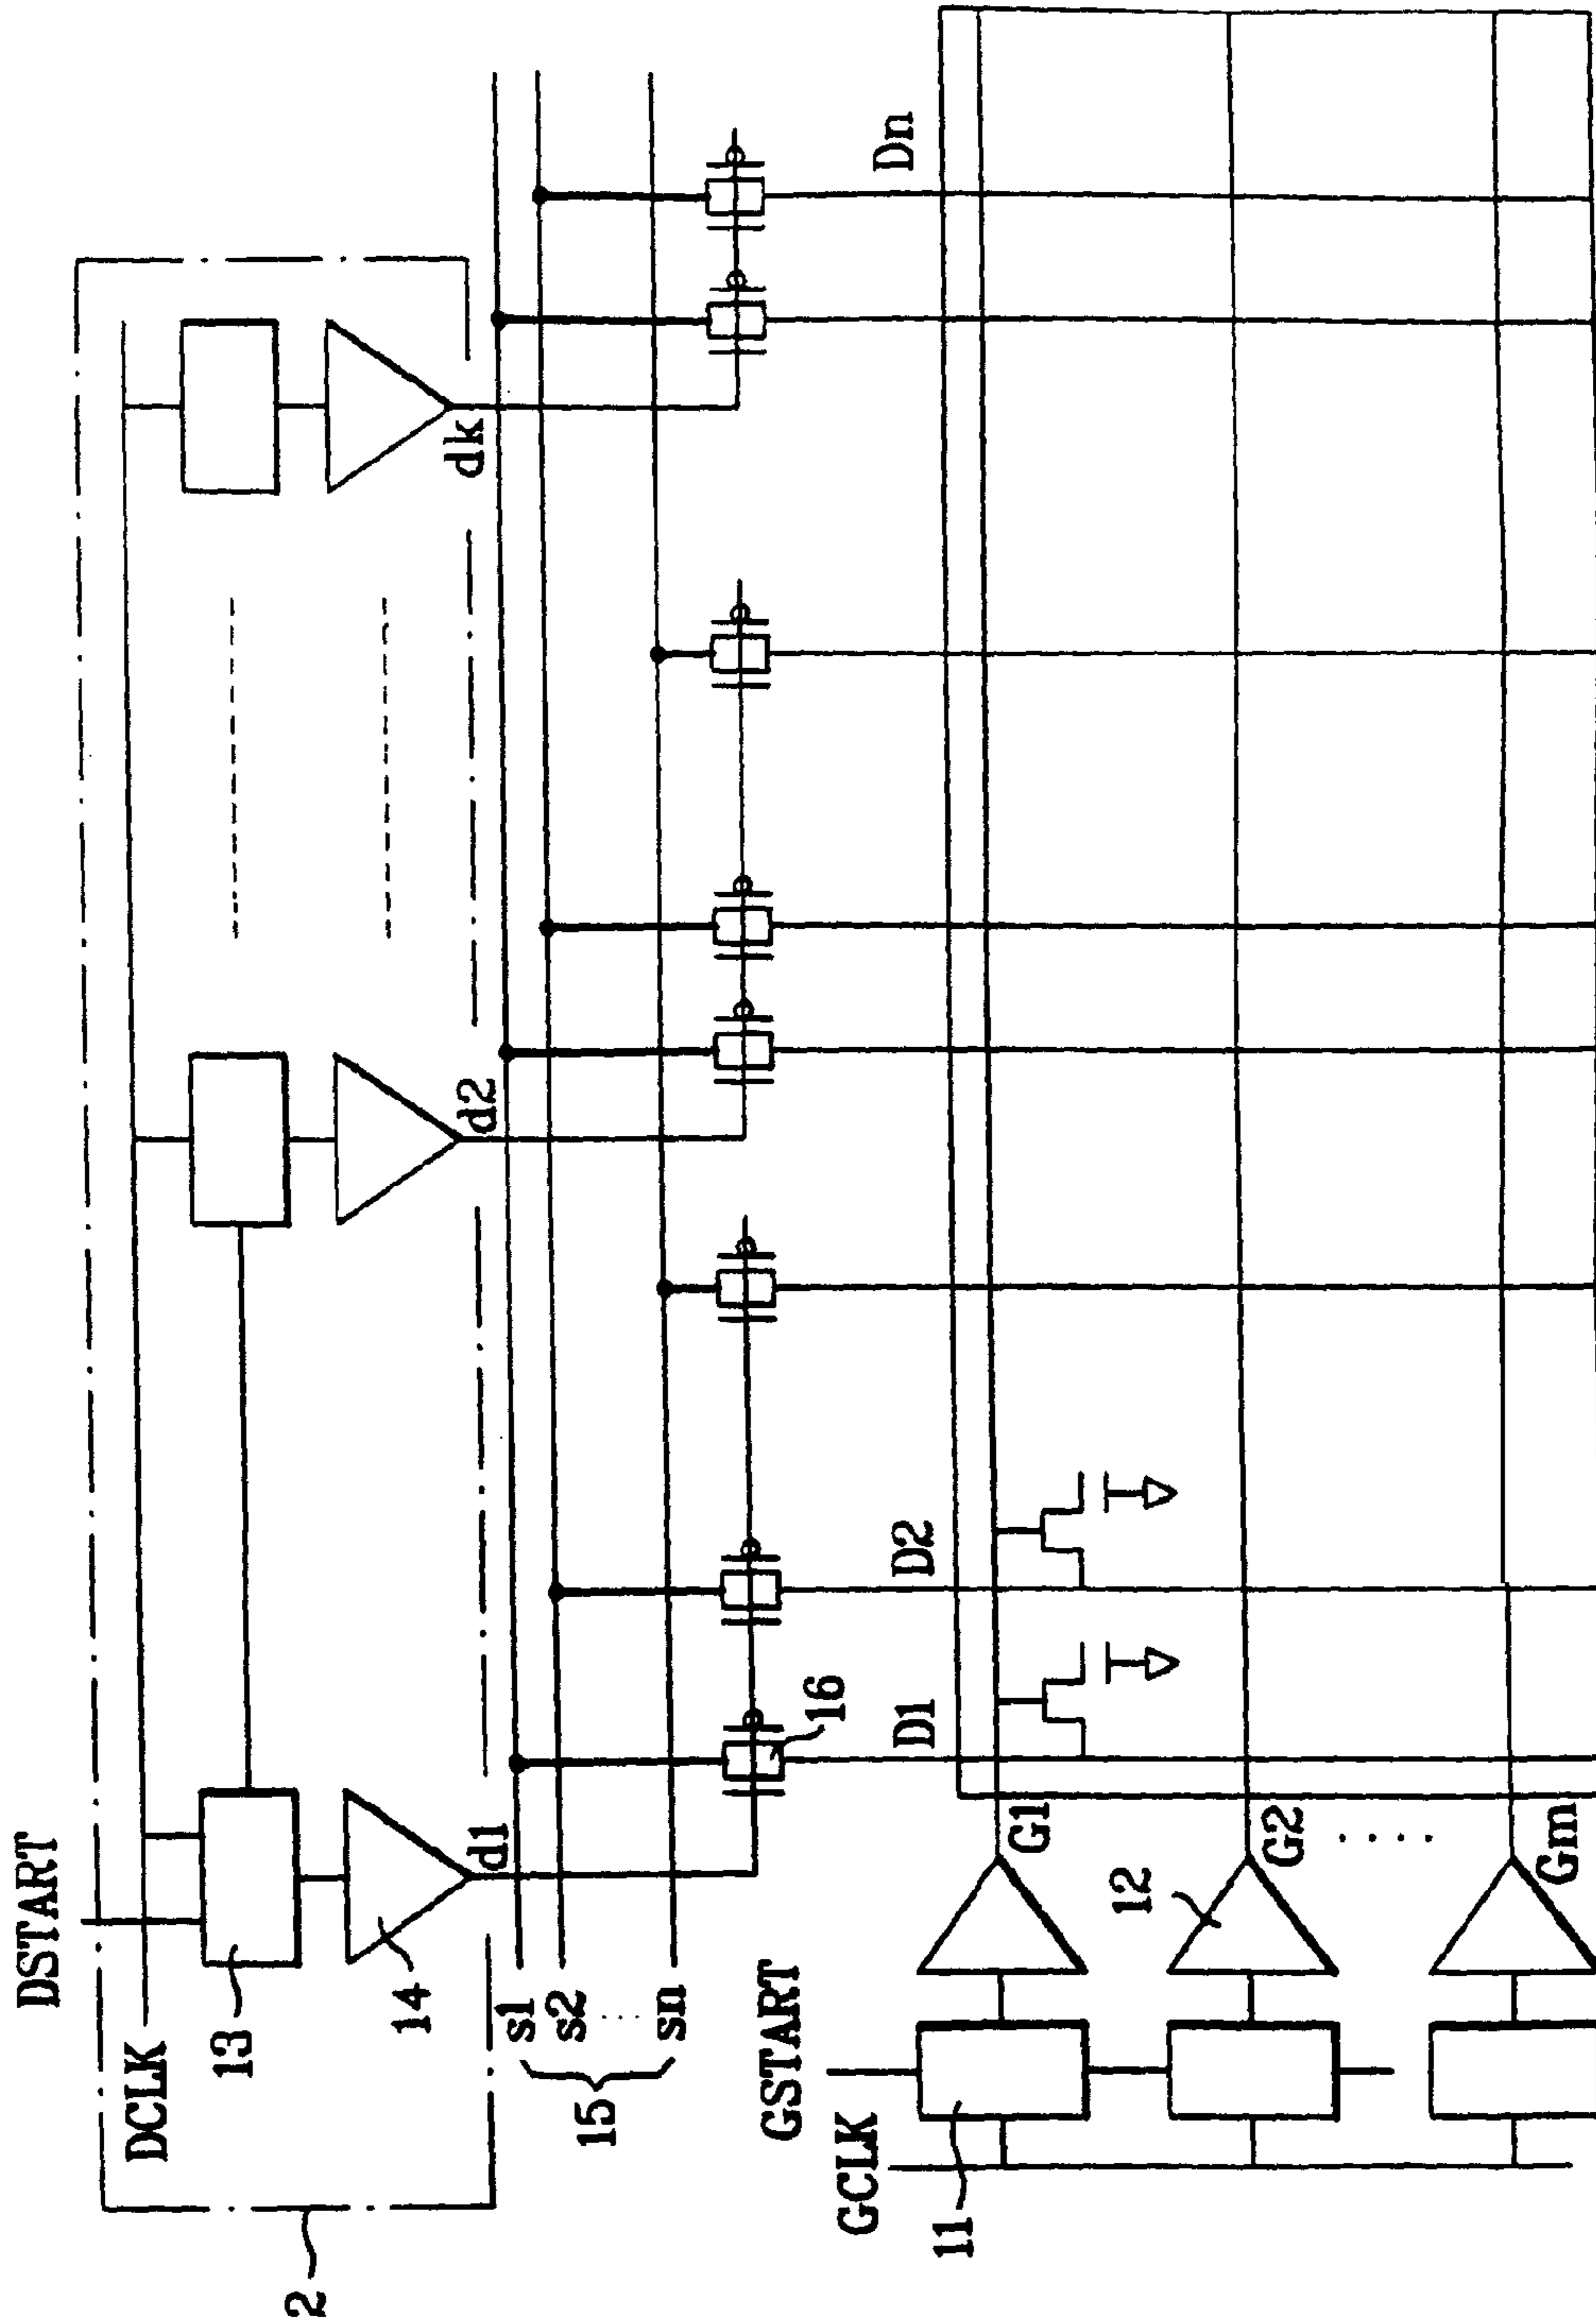 DSTART
DCLK
13
14
2
d1
d2
dk
s1
s2
.....
sn
15
16
D1
D2
Dn
GSTART
GCLK
11
12
G1
G2
....
Gm